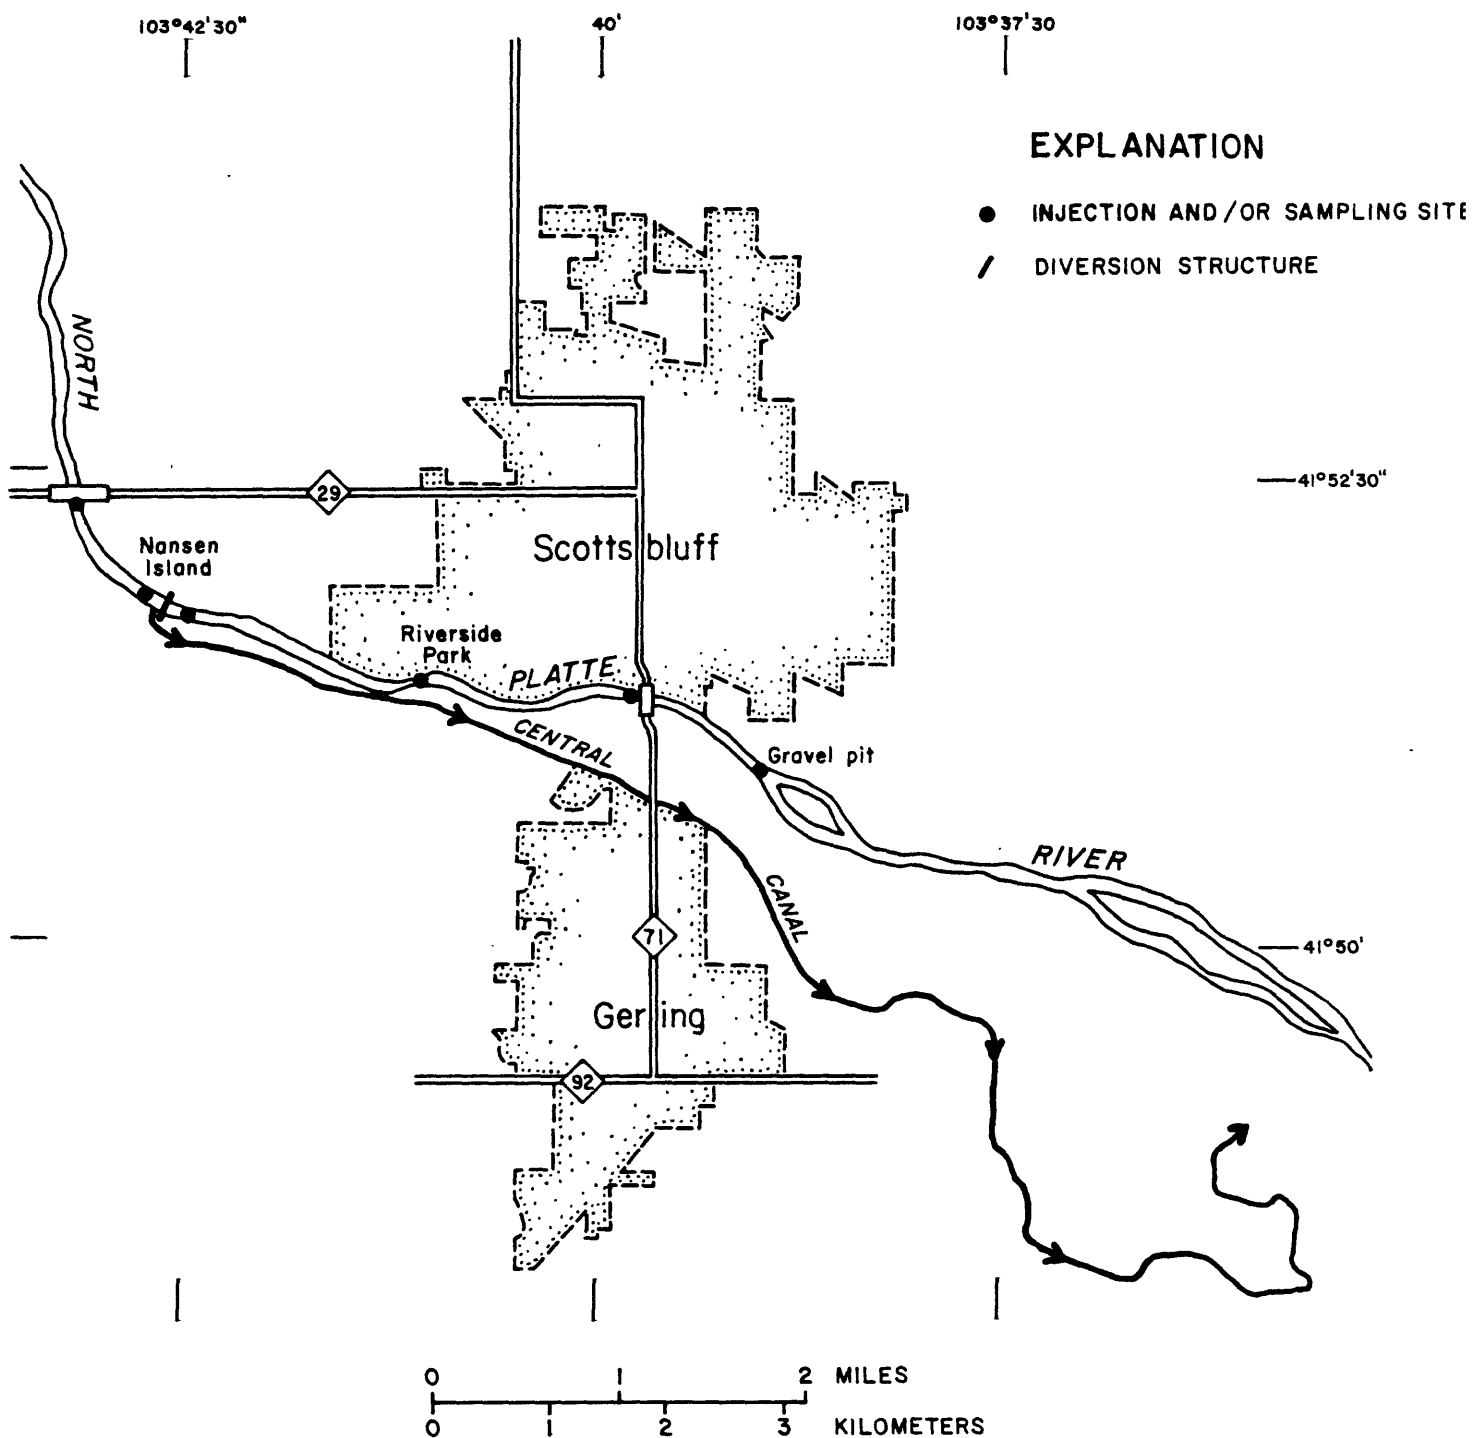 103°42'30"
40'
103°37'30
EXPLANATION
INJECTION AND/OR SAMPLING SITE
DIVERSION STRUCTURE
NORTH
29
41°52'30"
Scottsbluff
Nansen
Island
Riverside
Park
PLATTE
CENTRAL
Gravel pit
RIVER
CANAL
71
41°50'
Gering
92
0 1 2 MILES
0 1 2 3 KILOMETERS